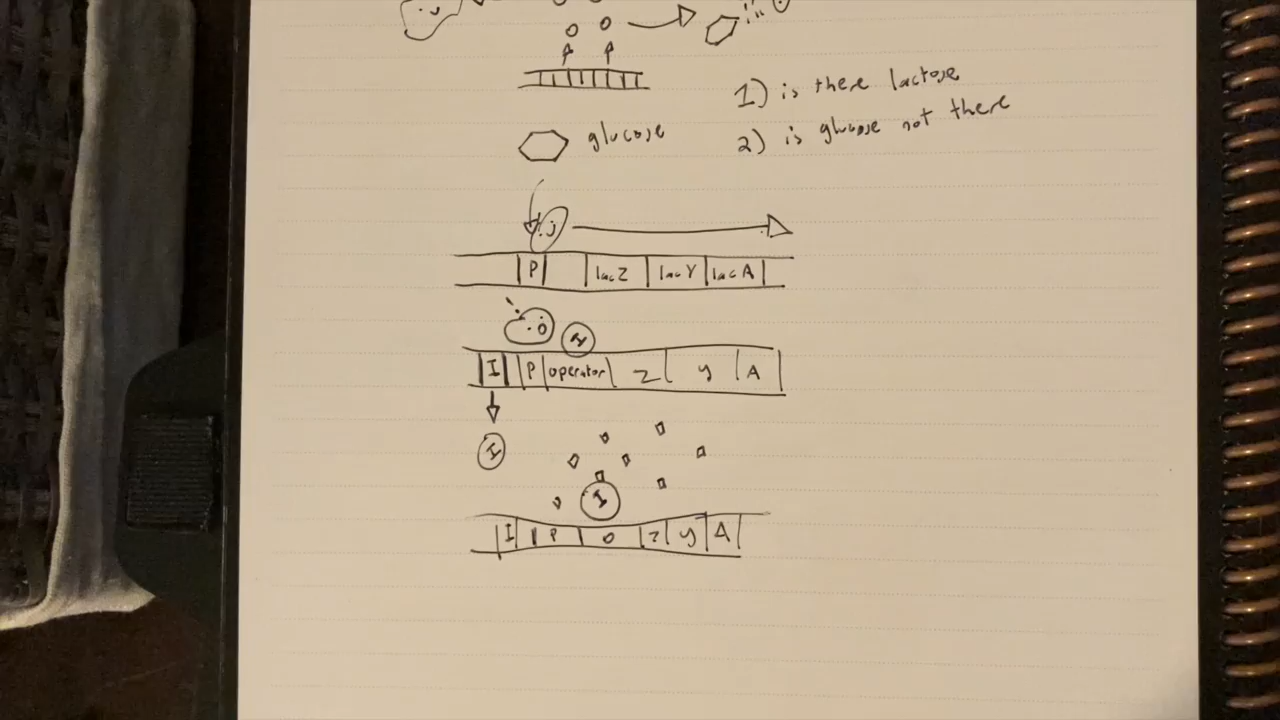 1) is there lactose
2) is glucose not there
glucose
P lacZ lacY lacA
I
I P operator Z y A
I
I
I P O Z y A